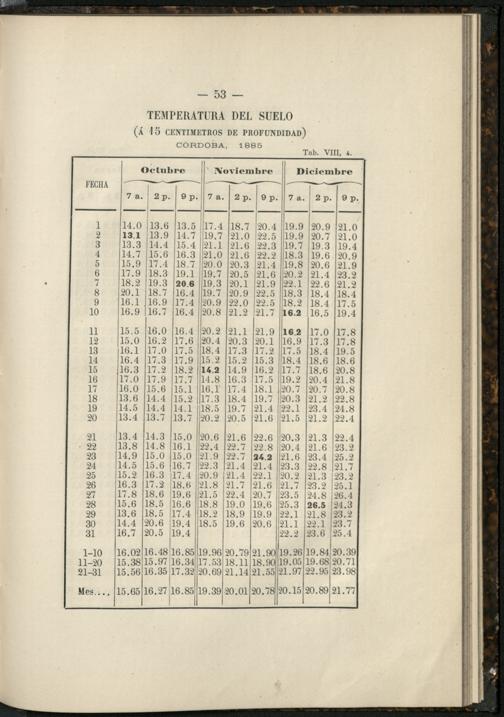 — 53 —
TEMPERATURA DEL SUELO
(Á 15 CENTIMETROS DE PROFUNDIDAD)
CÓRDOBA, 1885
Tab. VIII, 4.
FECHA Octubre Noviembre Diciembre
7 a. 2 p. 9 p. 7 a. 2 p. 9 p. 7 a. 2 p. 9 p.
1 14.0 13.6 13.5 17.4 18.7 20.4 19.9 20.9 21.0
2 13.1 13.9 14.7 19.7 21.0 22.5 19.9 20.7 21.0
3 13.3 14.4 15.4 21.1 21.6 22.3 19.7 19.3 19.4
4 14.7 15.6 16.3 21.0 21.6 22.2 18.3 19.6 20.9
5 15.9 17.4 18.7 20.0 20.3 21.4 19.8 20.6 21.9
6 17.9 18.3 19.1 19.7 20.5 21.6 20.2 21.4 23.2
7 18.2 19.3 20.6 19.3 20.1 21.9 22.1 22.6 21.2
8 20.1 18.7 16.4 19.7 20.9 22.5 18.3 18.4 18.4
9 16.1 16.9 17.4 20.9 22.0 22.5 18.2 18.4 17.5
10 16.9 16.7 16.4 20.8 21.2 21.7 16.2 16.5 19.4
11 15.5 16.0 16.4 20.2 21.1 21.9 16.2 17.0 17.8
12 15.0 16.2 17.6 20.4 20.3 20.1 16.9 17.3 17.8
13 16.1 17.0 17.5 18.4 17.3 17.2 17.5 18.4 19.5
14 16.4 17.3 17.9 15.2 15.2 15.3 18.4 18.6 18.6
15 16.3 17.2 18.2 14.2 14.9 16.2 17.7 18.6 20.8
16 17.0 17.9 17.7 14.8 16.3 17.5 19.2 20.4 21.8
17 16.0 15.6 15.1 16.1 17.4 18.1 20.7 20.7 20.8
18 13.6 14.4 15.2 17.3 18.4 19.7 20.3 21.2 22.8
19 14.5 14.4 14.1 18.5 19.7 21.4 22.1 23.4 24.8
20 13.4 13.7 13.7 20.2 20.5 21.6 21.5 21.2 22.4
21 13.4 14.3 15.0 20.6 21.6 22.6 20.3 21.3 22.4
22 13.8 14.8 16.1 22.4 22.7 22.8 20.4 21.6 23.2
23 14.9 15.0 15.0 21.9 22.7 24.2 21.6 23.4 25.2
24 14.5 15.6 16.7 22.3 21.4 21.4 23.3 22.8 21.7
25 15.2 16.3 17.4 20.9 21.4 22.1 20.2 21.3 23.2
26 16.3 17.2 18.6 21.8 21.7 21.6 21.7 23.2 25.1
27 17.8 18.6 19.6 21.5 22.4 20.7 23.5 24.8 26.4
28 15.6 18.5 16.6 18.8 19.0 19.6 25.3 26.5 24.3
29 13.6 18.5 17.4 18.2 18.9 19.9 22.1 21.8 23.2
30 14.4 20.6 19.4 18.5 19.6 20.6 21.1 22.1 23.7
31 16.7 20.5 19.4 22.2 23.6 25.4
1-10 16.02 16.48 16.85 19.96 20.79 21.90 19.26 19.84 20.39
11-20 15.38 15.97 16.34 17.53 18.11 18.90 19.05 19.68 20.71
21-31 15.56 16.35 17.32 20.69 21.14 21.55 21.97 22.95 23.98
Mes.... 15.65 16.27 16.85 19.39 20.01 20.78 20.15 20.89 21.77